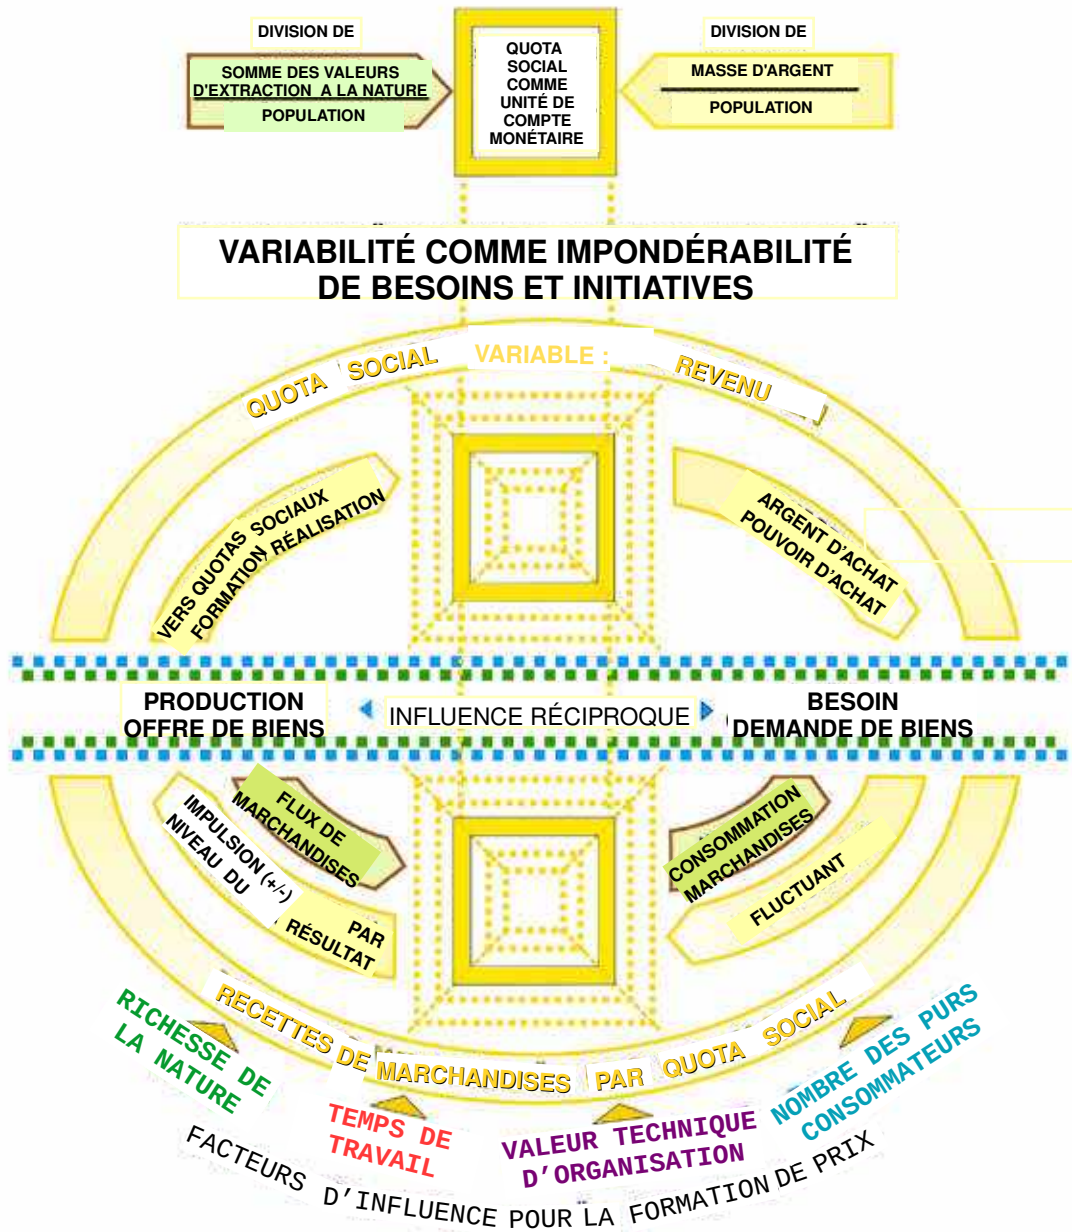 DIVISION DE
SOMME DES VALEURS
D'EXTRACTION A LA NATURE
POPULATION
QUOTA
SOCIAL
COMME
UNITÉ DE
COMPTE
MONÉTAIRE
DIVISION DE
MASSE D'ARGENT
POPULATION
VARIABILITÉ COMME IMPONDÉRABILITÉ
DE BESOINS ET INITIATIVES
QUOTA SOCIAL VARIABLE : REVENU
VERS QUOTAS SOCIAUX
FORMATION RÉALISATION
ARGENT D'ACHAT
POUVOIR D'ACHAT
PRODUCTION
OFFRE DE BIENS
INFLUENCE RÉCIPROQUE
BESOIN
DEMANDE DE BIENS
FLUX DE
MARCHANDISES
IMPULSION (+/-) PAR
NIVEAU DU RÉSULTAT
CONSOMMATION
MARCHANDISES
FLUCTUANT
RECETTES DE MARCHANDISES PAR QUOTA SOCIAL
RICHESSE DE
LA NATURE
TEMPS DE
TRAVAIL
VALEUR TECHNIQUE
D'ORGANISATION
NOMBRE DES PURS
CONSOMMATEURS
FACTEURS D'INFLUENCE POUR LA FORMATION DE PRIX